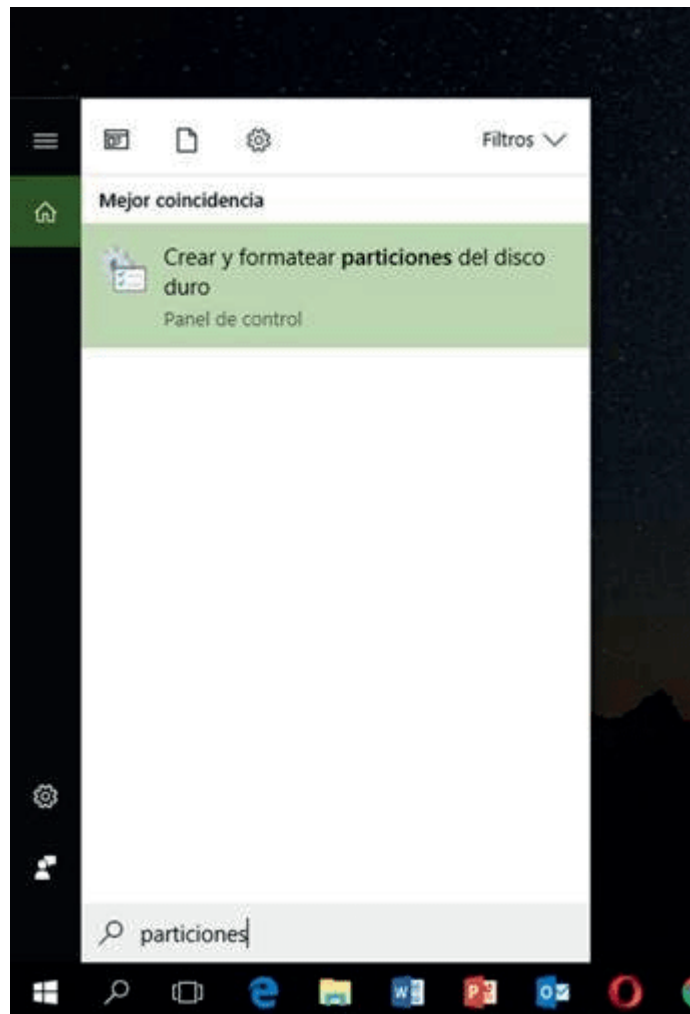 Filtros
Mejor coincidencia
Crear y formatear particiones del disco
duro
Panel de control
particiones